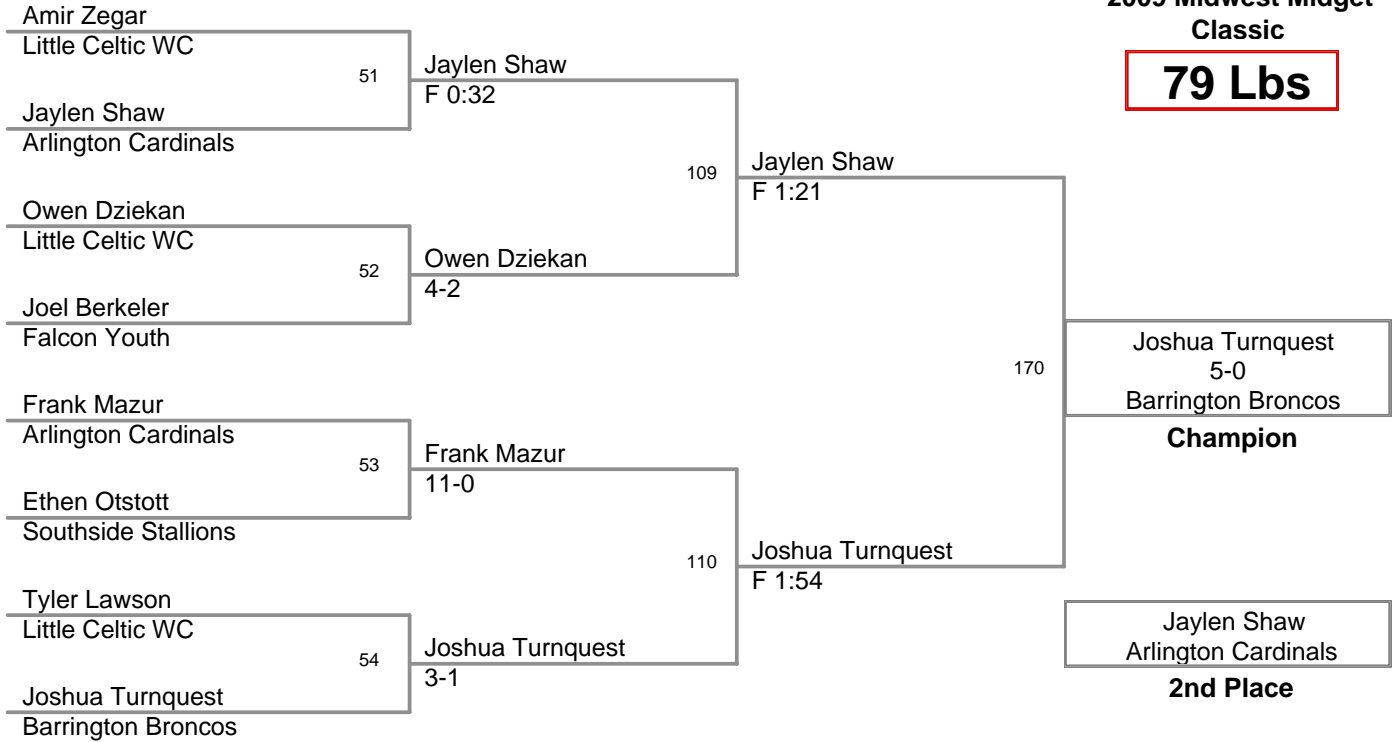 2009 Midwest Midget
Classic
79 Lbs
Amir Zegar
Little Celtic WC
51
Jaylen Shaw
F 0:32
Jaylen Shaw
Arlington Cardinals
109
Jaylen Shaw
F 1:21
Owen Dziekan
Little Celtic WC
52
Owen Dziekan
4-2
Joel Berkeler
Falcon Youth
170
Joshua Turnquest
5-0
Barrington Broncos
Champion
Frank Mazur
Arlington Cardinals
53
Frank Mazur
11-0
Ethen Otstott
Southside Stallions
110
Joshua Turnquest
F 1:54
Tyler Lawson
Little Celtic WC
54
Joshua Turnquest
3-1
Joshua Turnquest
Barrington Broncos
Jaylen Shaw
Arlington Cardinals
2nd Place